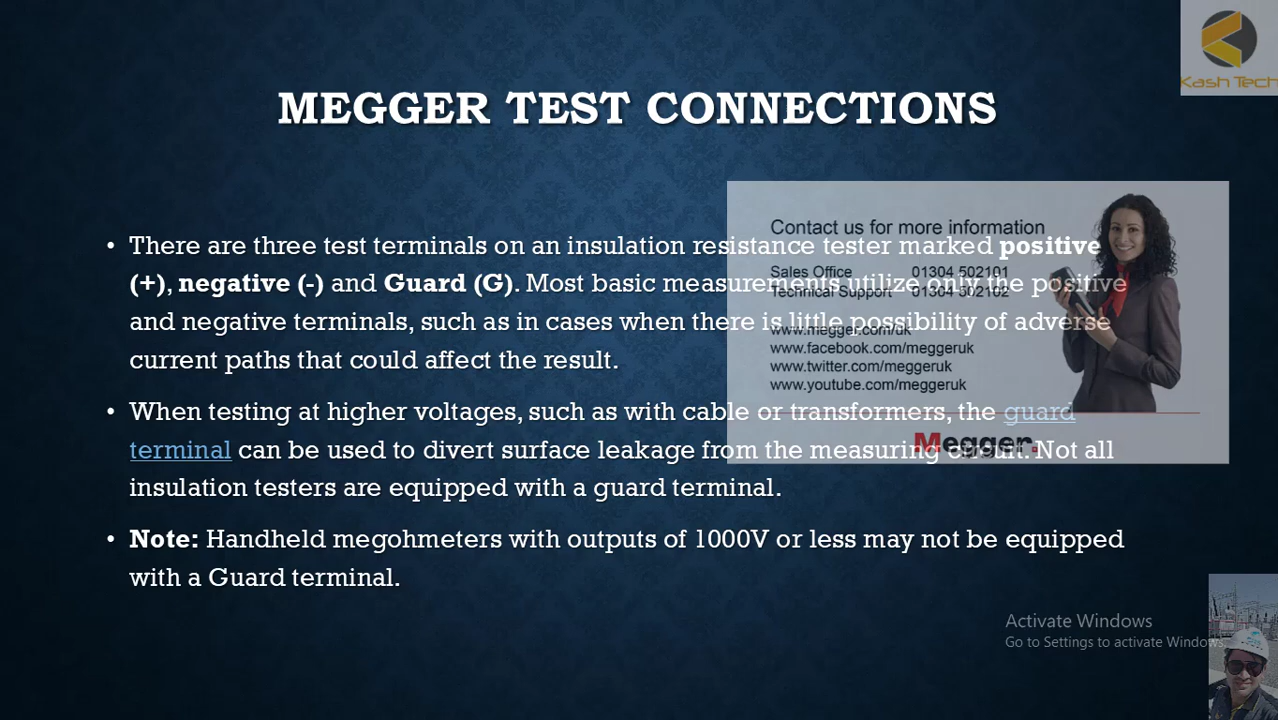 Kash Tech
MEGGER TEST CONNECTIONS
• There are three test terminals on an insulation resistance tester marked positive
(+), negative (-) and Guard (G). Most basic measurements utilize only the positive
and negative terminals, such as in cases when there is little possibility of adverse
current paths that could affect the result.
• When testing at higher voltages, such as with cable or transformers, the guard
terminal can be used to divert surface leakage from the measuring circuit. Not all
insulation testers are equipped with a guard terminal.
• Note: Handheld megohmeters with outputs of 1000V or less may not be equipped
with a Guard terminal.
Contact us for more information
Sales Office 01304 502101
Technical Support 01304 502102
www.megger.com/uk
www.facebook.com/meggeruk
www.twitter.com/meggeruk
www.youtube.com/meggeruk
Megger.
Activate Windows
Go to Settings to activate Windows.